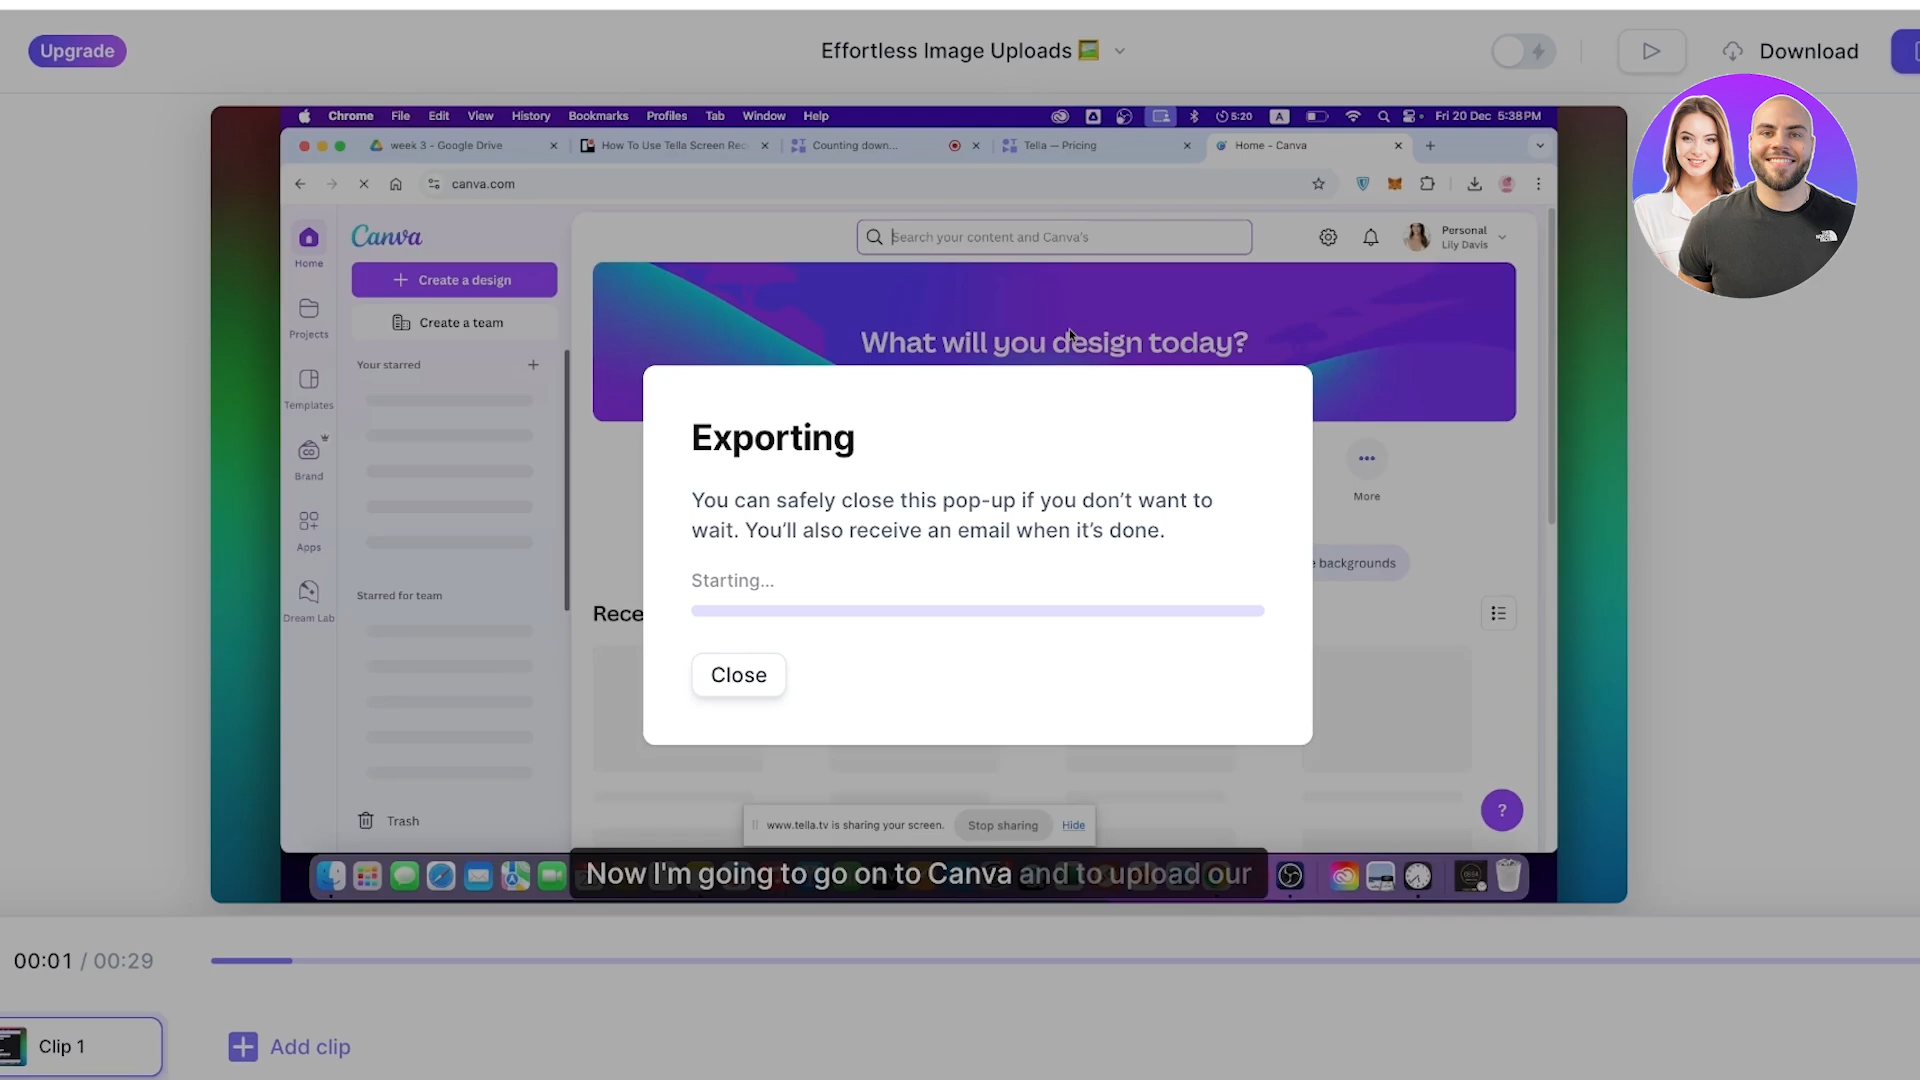 Upgrade
Effortless Image Uploads
Download
Chrome File Edit View History Bookmarks Profiles Tab Window Help
5:20
A
Fri 20 Dec 5:38PM
week 3 - Google Drive
How To Use Tella Screen Rec
Counting down...
Tella — Pricing
Home - Canva
canva.com
Canva
Search your content and Canva's
Personal
Lily Davis
Home
Create a design
Create a team
Projects
Your starred
What will you design today?
Templates
Brand
Apps
Dream Lab
Starred for team
Trash
More
backgrounds
Rece
Exporting
You can safely close this pop-up if you don’t want to
wait. You’ll also receive an email when it’s done.
Starting...
Close
?
www.tella.tv is sharing your screen.
Stop sharing
Hide
Now I'm going to go on to Canva and to upload our
00:01 / 00:29
Clip 1
Add clip